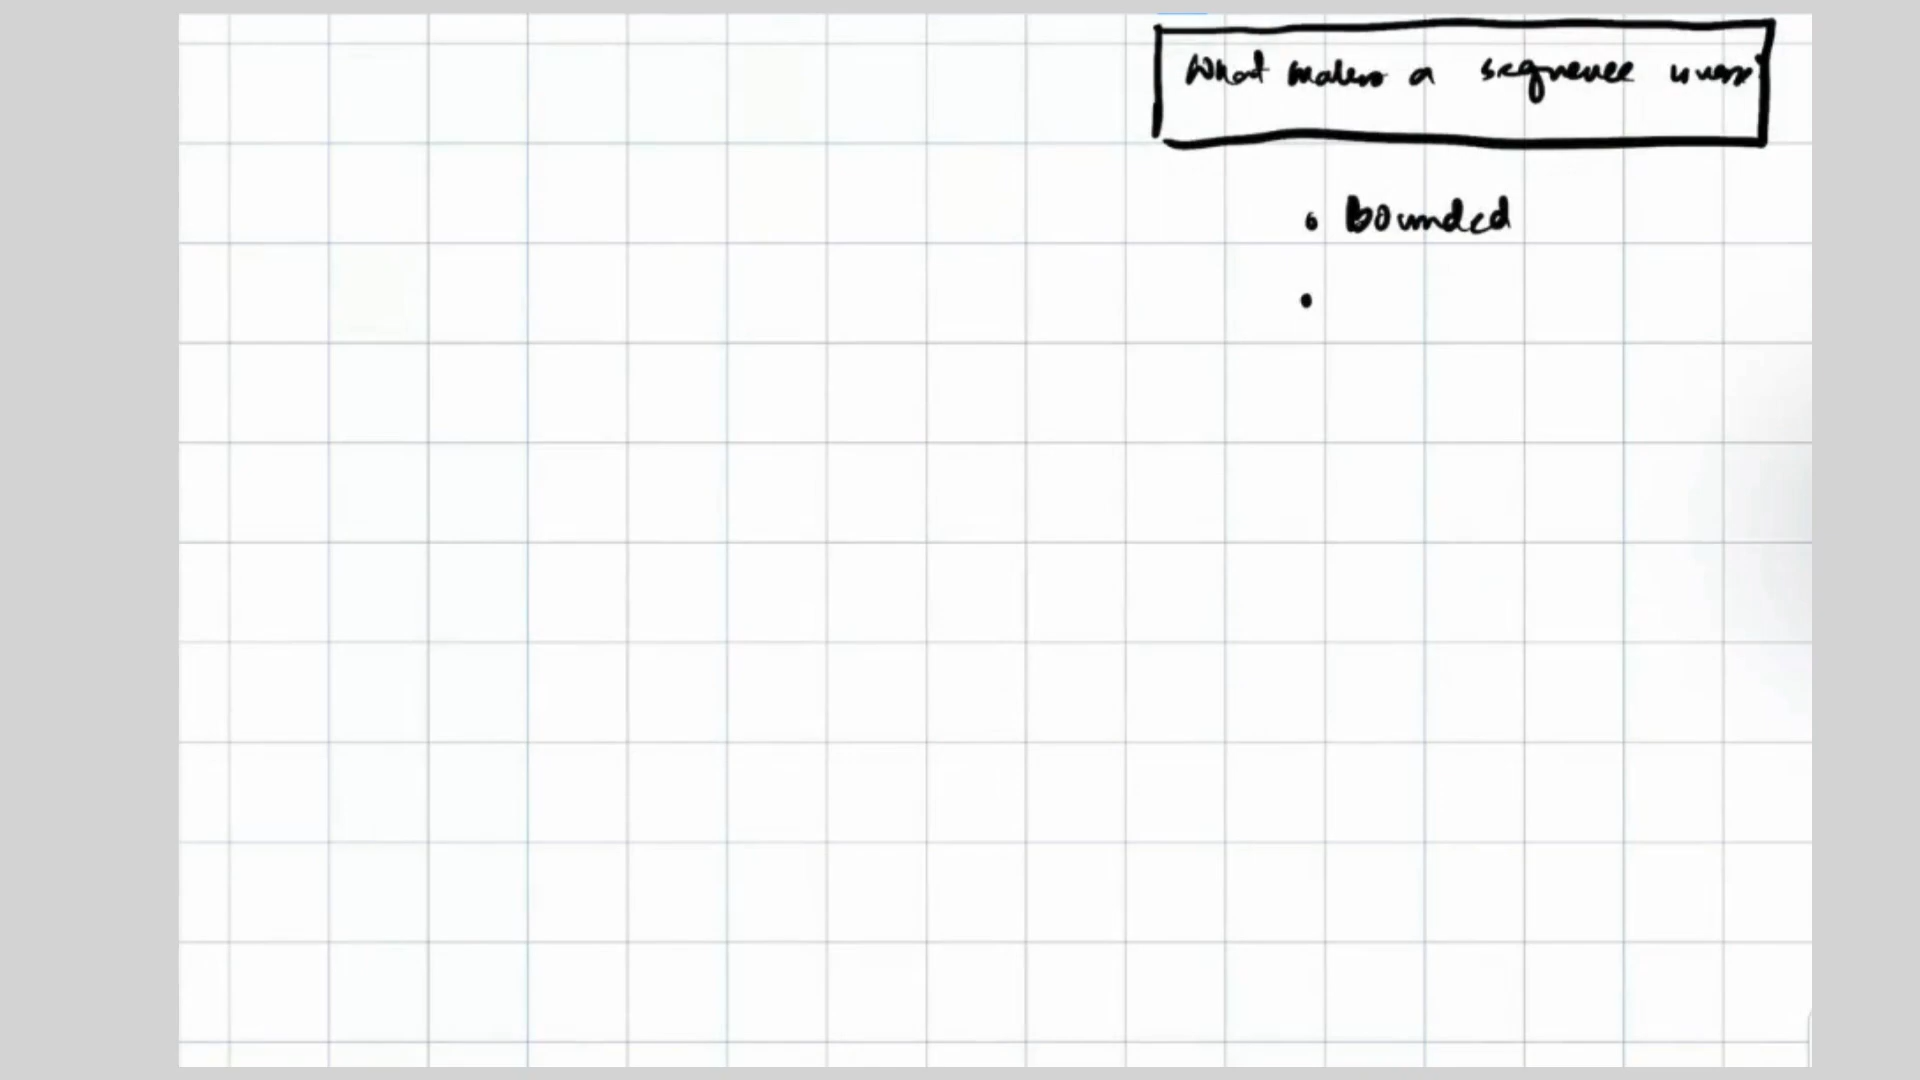 What makes a sequence
• Bounded
•